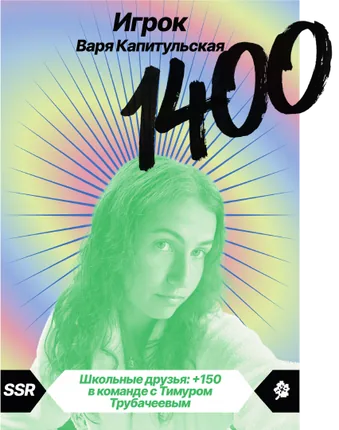 Игрок
Варя Капитульская
1400
SSR
Школьные друзья: +150
в команде с Тимуром
Трубачеевым